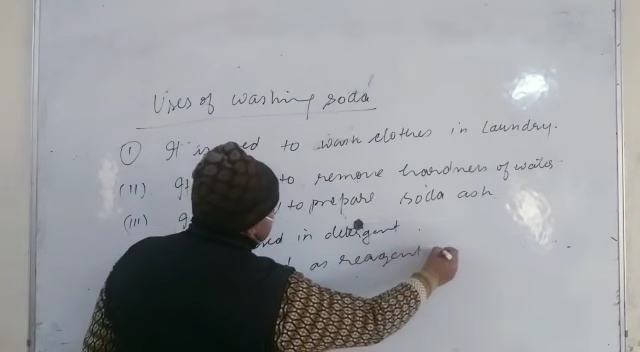 Uses of washing soda
(I) It is used to wash clothes in Laundry.
(II) It to remove hardness of water.
(III) to prepare soda ash
used in detergent.
as reagent